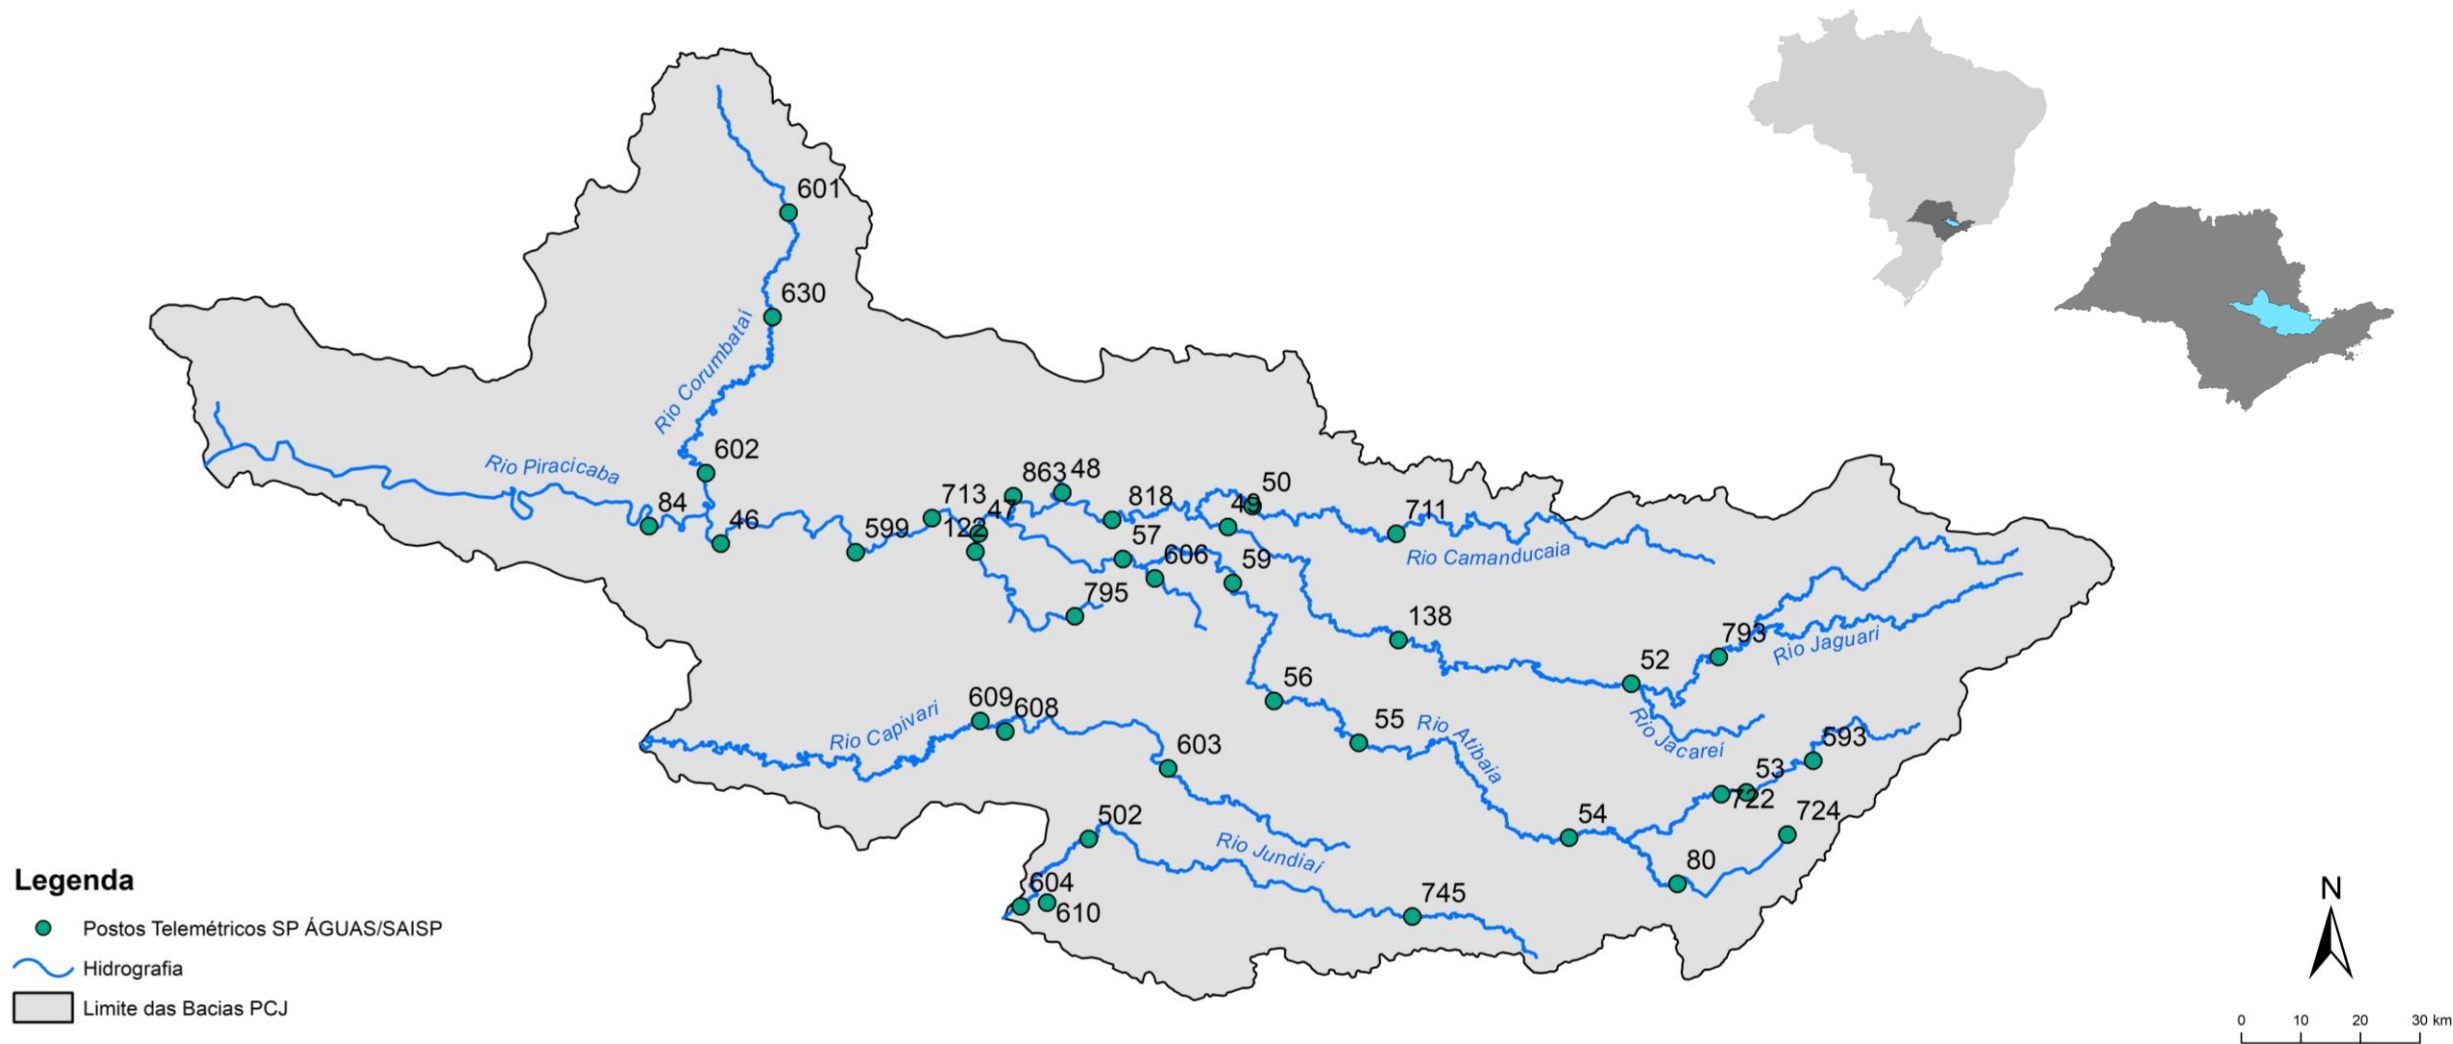 601
630
Rio Corumbataí
602
Rio Piracicaba
84
46
599
713
122
47
863
48
818
50
49
711
Rio Camanducaia
57
606
59
795
138
793
Rio Jaguari
52
Rio Jacareí
56
55
Rio Atibaia
609
608
Rio Capivari
603
593
53
722
724
54
80
502
Rio Jundiaí
604
610
745
Legenda
Postos Telemétricos SP ÁGUAS/SAISP
Hidrografia
Limite das Bacias PCJ
N
0 10 20 30 km